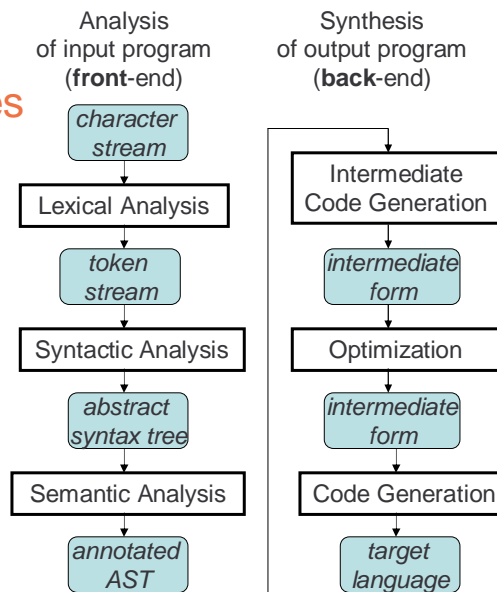 Analysis
of input program
(front-end)
es
character
stream
Lexical Analysis
token
stream
Syntactic Analysis
abstract
syntax tree
Semantic Analysis
annotated
AST
Synthesis
of output program
(back-end)
Intermediate
Code Generation
intermediate
form
Optimization
intermediate
form
Code Generation
target
language